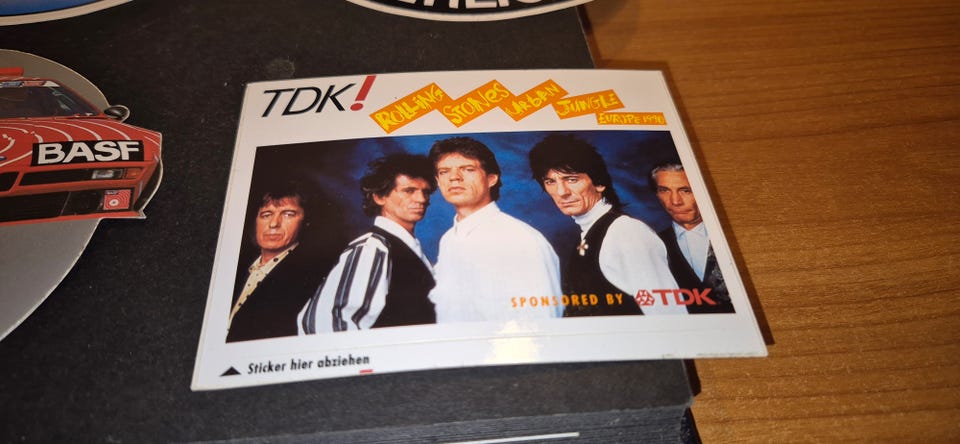 TDK!
ROLLING STONES URBAN JUNGLE
EUROPE 1990
BASF
SPONSORED BY TDK
Sticker hier abziehen